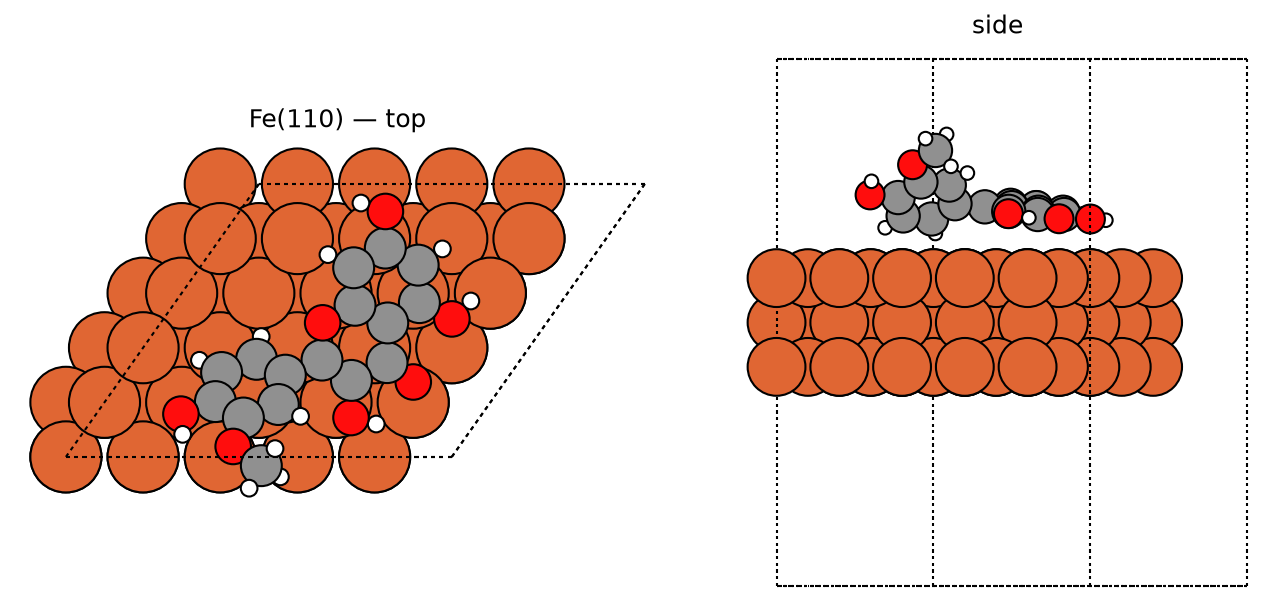 Fe(110) — top
side